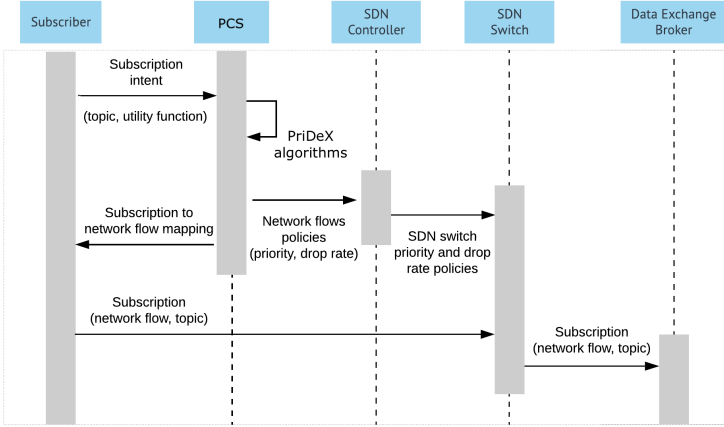 Subscriber
PCS
SDN
Controller
SDN
Switch
Data Exchange
Broker
Subscription
intent
(topic, utility function)
PriDeX
algorithms
Subscription to
network flow mapping
Network flows
policies
(priority, drop rate)
SDN switch
priority and drop
rate policies
Subscription
(network flow, topic)
Subscription
(network flow, topic)